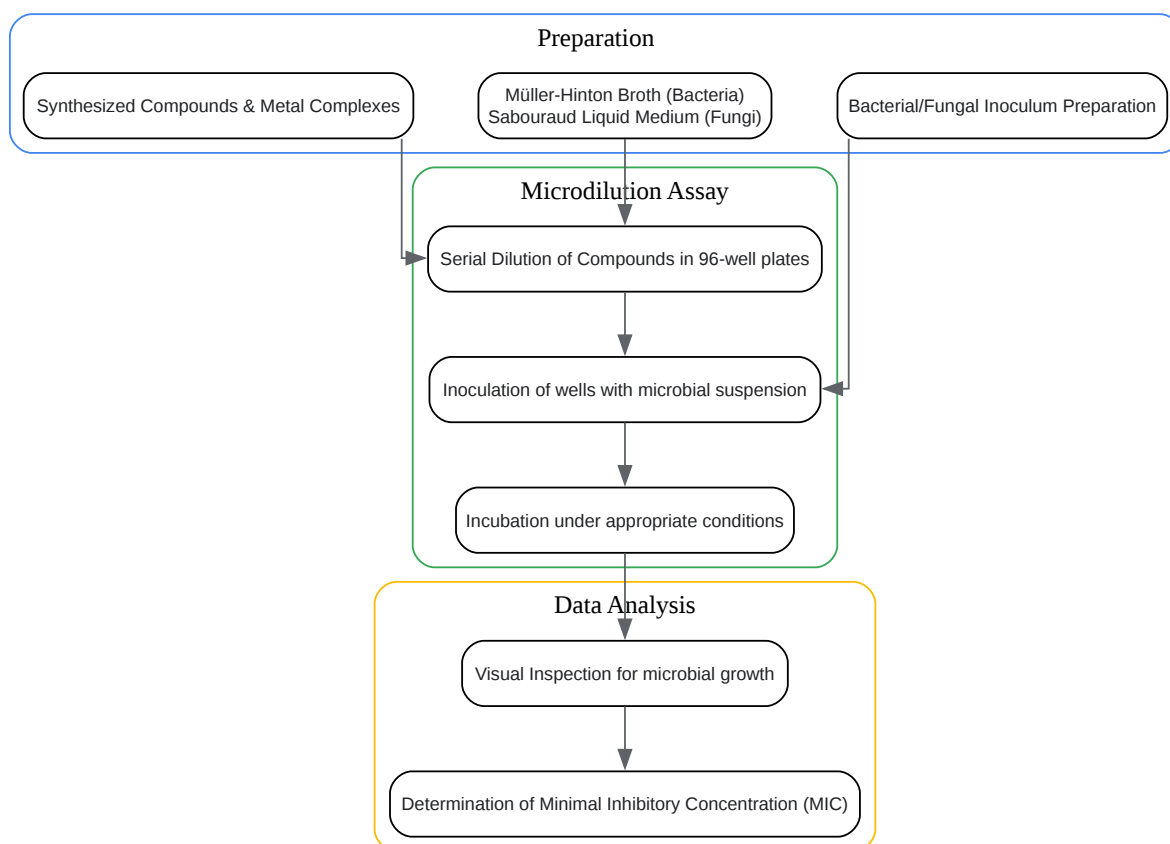 Preparation
Synthesized Compounds & Metal Complexes
Müller-Hinton Broth (Bacteria)
Sabouraud Liquid Medium (Fungi)
Bacterial/Fungal Inoculum Preparation
Microdilution Assay
Serial Dilution of Compounds in 96-well plates
Inoculation of wells with microbial suspension
Incubation under appropriate conditions
Data Analysis
Visual Inspection for microbial growth
Determination of Minimal Inhibitory Concentration (MIC)